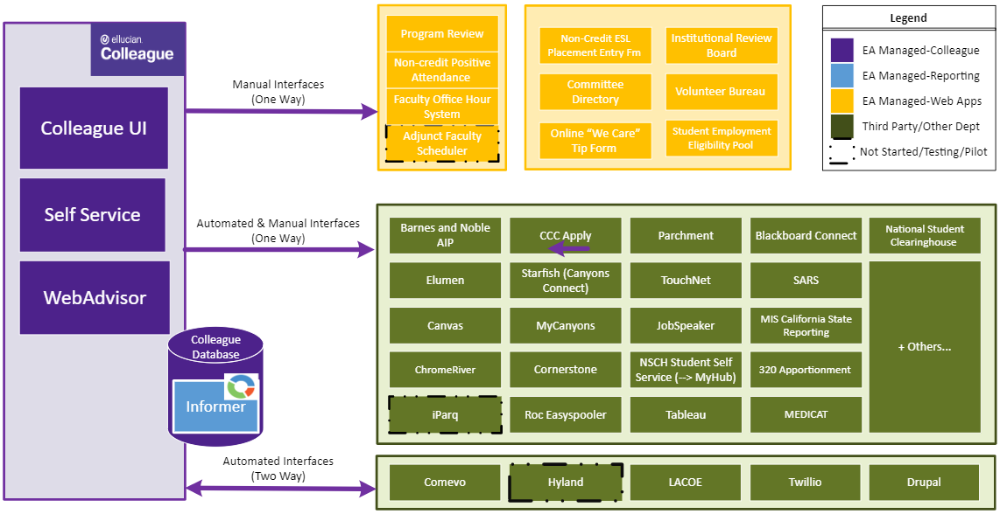 ellucian
Colleague
Colleague UI
Self Service
WebAdvisor
Colleague
Database
Informer
Manual Interfaces
(One Way)
Automated & Manual Interfaces
(One Way)
Automated Interfaces
(Two Way)
Program Review
Non-credit Positive
Attendance
Faculty Office Hour
System
Adjunct Faculty
Scheduler
Non-Credit ESL
Placement Entry Fm
Institutional Review
Board
Committee
Directory
Volunteer Bureau
Online “We Care”
Tip Form
Student Employment
Eligibility Pool
Legend
EA Managed-Colleague
EA Managed-Reporting
EA Managed-Web Apps
Third Party/Other Dept
Not Started/Testing/Pilot
Barnes and Noble
AIP
CCC Apply
Parchment
Blackboard Connect
National Student
Clearinghouse
Elumen
Starfish (Canyons
Connect)
TouchNet
SARS
Canvas
MyCanyons
JobSpeaker
MIS California State
Reporting
+ Others...
ChromeRiver
Cornerstone
NSCH Student Self
Service (--> MyHub)
320 Apportionment
iParq
Roc Easyspooler
Tableau
MEDICAT
Comevo
Hyland
LACOE
Twillio
Drupal